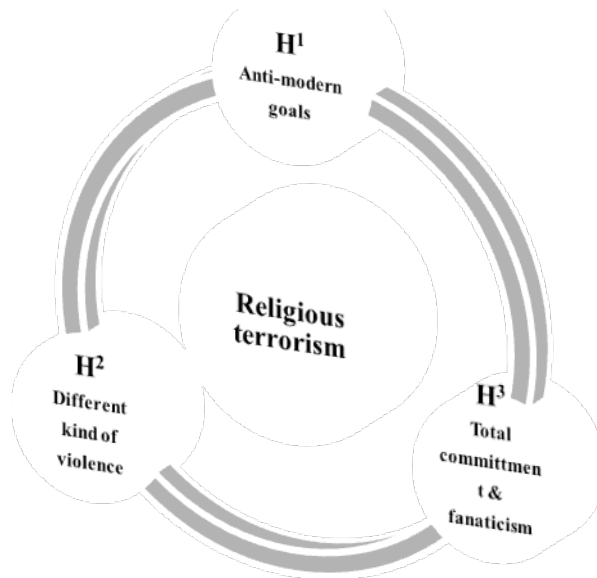 H¹
Anti-modern
goals
Religious
terrorism
H²
Different
kind of
violence
H³
Total
committmen
t &
fanaticism